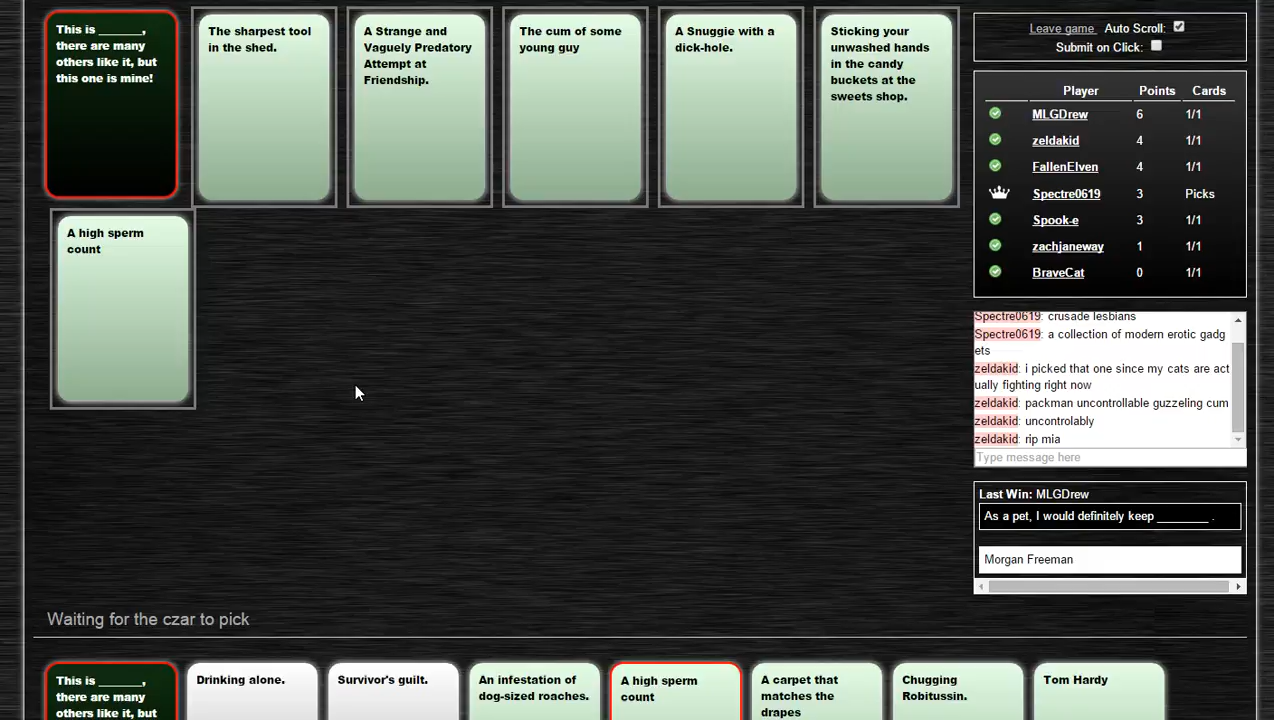 This is _______,
there are many
others like it, but
this one is mine!
The sharpest tool
in the shed.
A Strange and
Vaguely Predatory
Attempt at
Friendship.
The cum of some
young guy
A Snuggie with a
dick-hole.
Sticking your
unwashed hands
in the candy
buckets at the
sweets shop.
A high sperm
count
Leave game Auto Scroll:
Submit on Click:
Player Points Cards
MLGDrew 6 1/1
zeldakid 4 1/1
FallenElven 4 1/1
Spectre0619 3 Picks
Spook-e 3 1/1
zachjaneway 1 1/1
BraveCat 0 1/1
Spectre0619: crusade lesbians
Spectre0619: a collection of modern erotic gadg
ets
zeldakid: i picked that one since my cats are act
ually fighting right now
zeldakid: packman uncontrollable guzzeling cum
zeldakid: uncontrolably
zeldakid: rip mia
Type message here
Last Win: MLGDrew
As a pet, I would definitely keep ________ .
Morgan Freeman
Waiting for the czar to pick
This is _______,
there are many
others like it, but
Drinking alone.
Survivor's guilt.
An infestation of
dog-sized roaches.
A high sperm
count
A carpet that
matches the
drapes
Chugging
Robitussin.
Tom Hardy